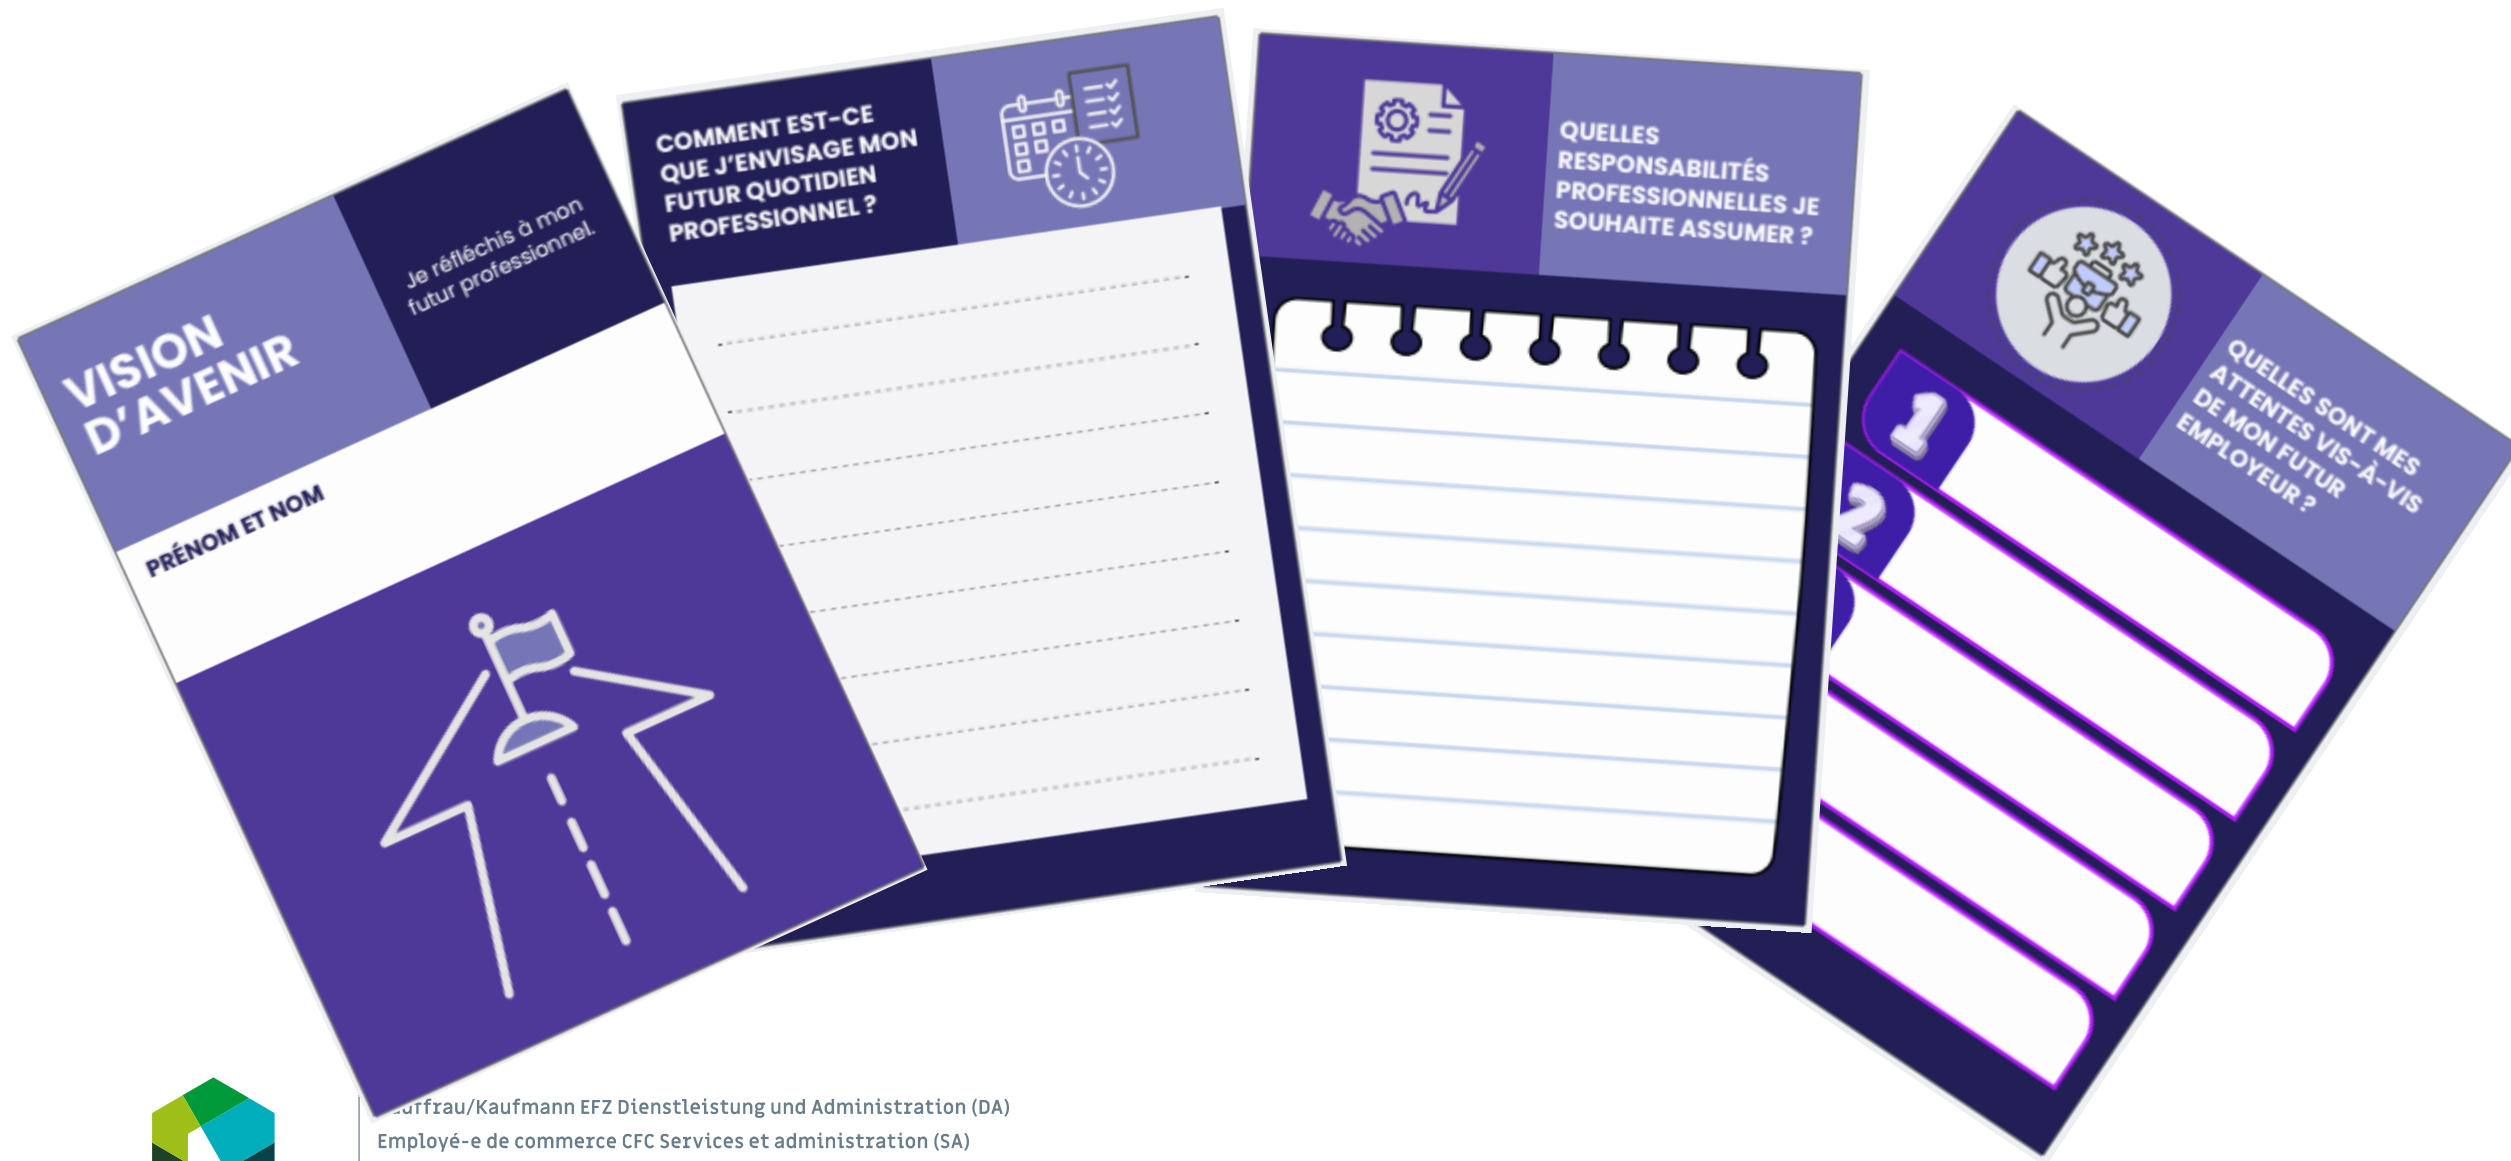 VISION
D'AVENIR
Je réfléchis à mon
futur professionnel.
PRÉNOM ET NOM
COMMENT EST-CE
QUE J'ENVISAGE MON
FUTUR QUOTIDIEN
PROFESSIONNEL ?
QUELLES
RESPONSABILITÉS
PROFESSIONNELLES JE
SOUHAITE ASSUMER ?
QUELLES SONT MES
ATTENTES VIS-À-VIS
DE MON FUTUR
EMPLOYEUR ?
1
2
EFZ Dienstleistung und Administration (DA)
Employé-e de commerce CFC Services et administration (SA)